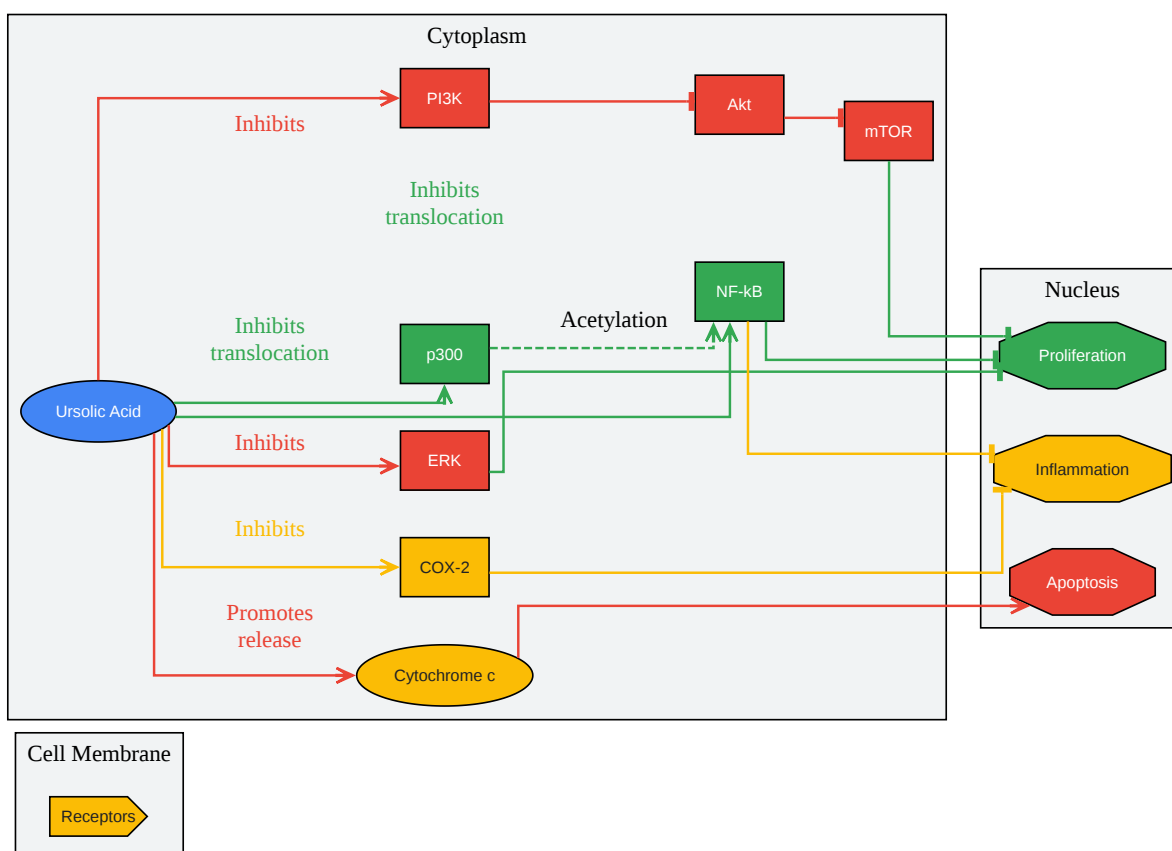 Cytoplasm
PI3K
Akt
mTOR
Inhibits
Inhibits
translocation
NF-kB
Nucleus
Acetylation
Inhibits
translocation
p300
Proliferation
Ursolic Acid
Inhibits
ERK
Inflammation
Inhibits
COX-2
Apoptosis
Promotes
release
Cytochrome c
Cell Membrane
Receptors